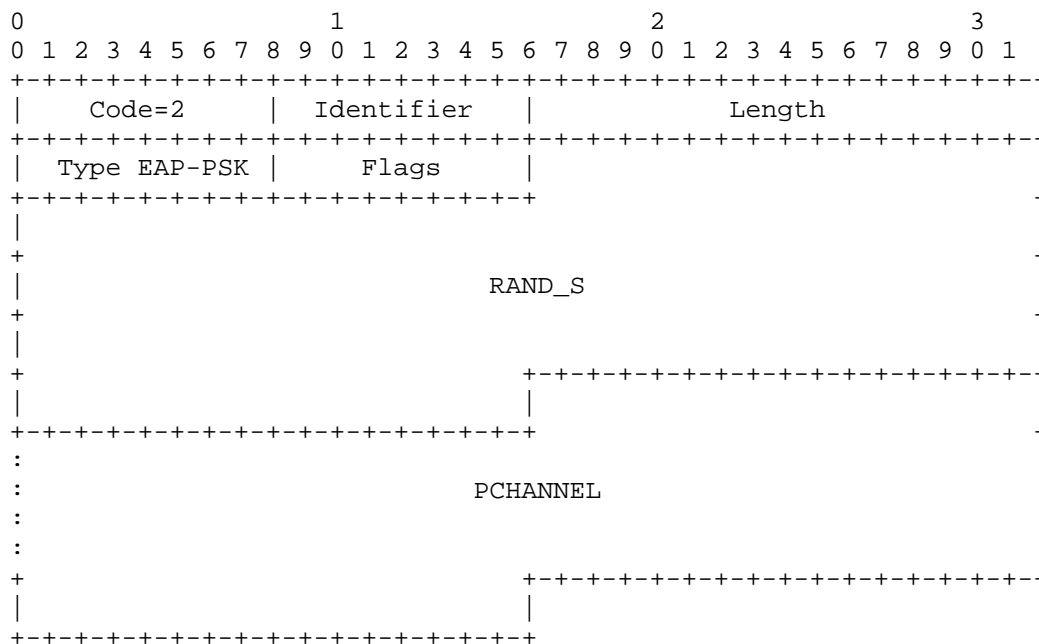 0                   1                   2                   3
0 1 2 3 4 5 6 7 8 9 0 1 2 3 4 5 6 7 8 9 0 1 2 3 4 5 6 7 8 9 0 1
+-+-+-+-+-+-+-+-+-+-+-+-+-+-+-+-+-+-+-+-+-+-+-+-+-+-+-+-+-+-+-+-
|    Code=2     |  Identifier   |            Length
+-+-+-+-+-+-+-+-+-+-+-+-+-+-+-+-+-+-+-+-+-+-+-+-+-+-+-+-+-+-+-+-
|  Type EAP-PSK |     Flags     |
+-+-+-+-+-+-+-+-+-+-+-+-+-+-+-+-+                               -
|
+                                                               -
|                             RAND_S
+                                                               -
|
+                               +-+-+-+-+-+-+-+-+-+-+-+-+-+-+-+-
|                               |
+-+-+-+-+-+-+-+-+-+-+-+-+-+-+-+-+                               -
:
:                            PCHANNEL
:
:
+                               +-+-+-+-+-+-+-+-+-+-+-+-+-+-+-+-
|                               |
+-+-+-+-+-+-+-+-+-+-+-+-+-+-+-+-+